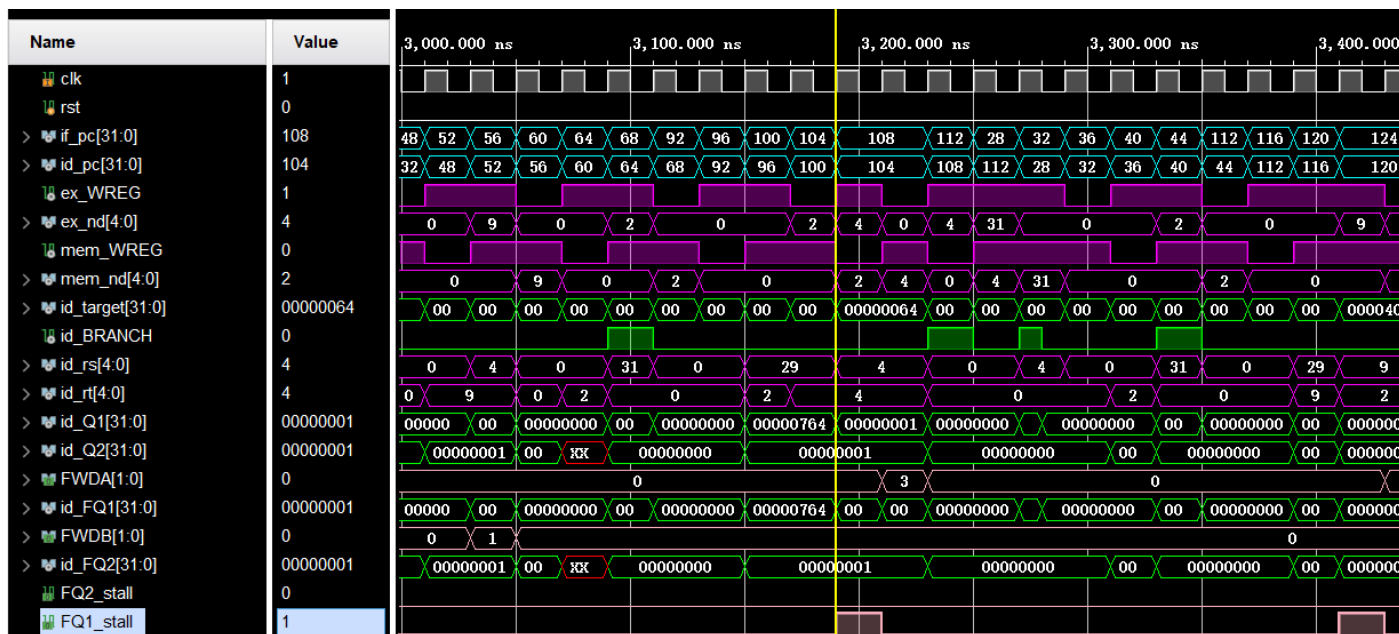 Name Value 3,000.000 ns 3,100.000 ns 3,200.000 ns 3,300.000 ns 3,400.000
clk 1
rst 0
if_pc[31:0] 108 48 52 56 60 64 68 92 96 100 104 108 112 28 32 36 40 44 112 116 120 124
id_pc[31:0] 104 32 48 52 56 60 64 68 92 96 100 104 108 112 28 32 36 40 44 112 116 120
ex_WREG 1
ex_nd[4:0] 4 0 9 0 2 0 2 4 0 4 31 0 2 0 9
mem_WREG 0
mem_nd[4:0] 2 0 9 0 2 0 2 4 0 4 31 0 2 0
id_target[31:0] 00000064 00 00 00 00 00 00 00 00 00 00000064 00 00 00 00 00 00 00 00 00 000040
id_BRANCH 0
id_rs[4:0] 4 0 4 0 31 0 29 4 0 4 0 31 0 29 9
id_rt[4:0] 4 0 9 0 2 0 2 4 0 2 0 9 2
id_Q1[31:0] 00000001 00000 00 00000000 00 00000000 00000764 00000001 00000000 00000000 00 00000000 00 000000
id_Q2[31:0] 00000001 00000001 00 XX 00000000 00000001 00000000 00 00000000 00 000000
FWDA[1:0] 0 0 3 0
id_FQ1[31:0] 00000001 00000 00 00000000 00 00000000 00000764 00 00 00000000 00000000 00 00000000 00 000000
FWDB[1:0] 0 0 1 0
id_FQ2[31:0] 00000001 00000001 00 XX 00000000 00000001 00000000 00 00000000 00 000000
FQ2_stall 0
FQ1_stall 1